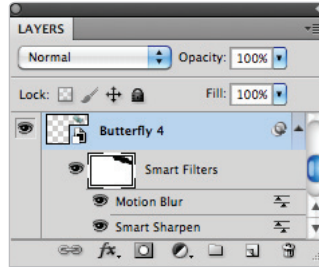 LAYERS
Normal Opacity: 100%
Lock: Fill: 100%
Butterfly 4
Smart Filters
Motion Blur
Smart Sharpen
fx.